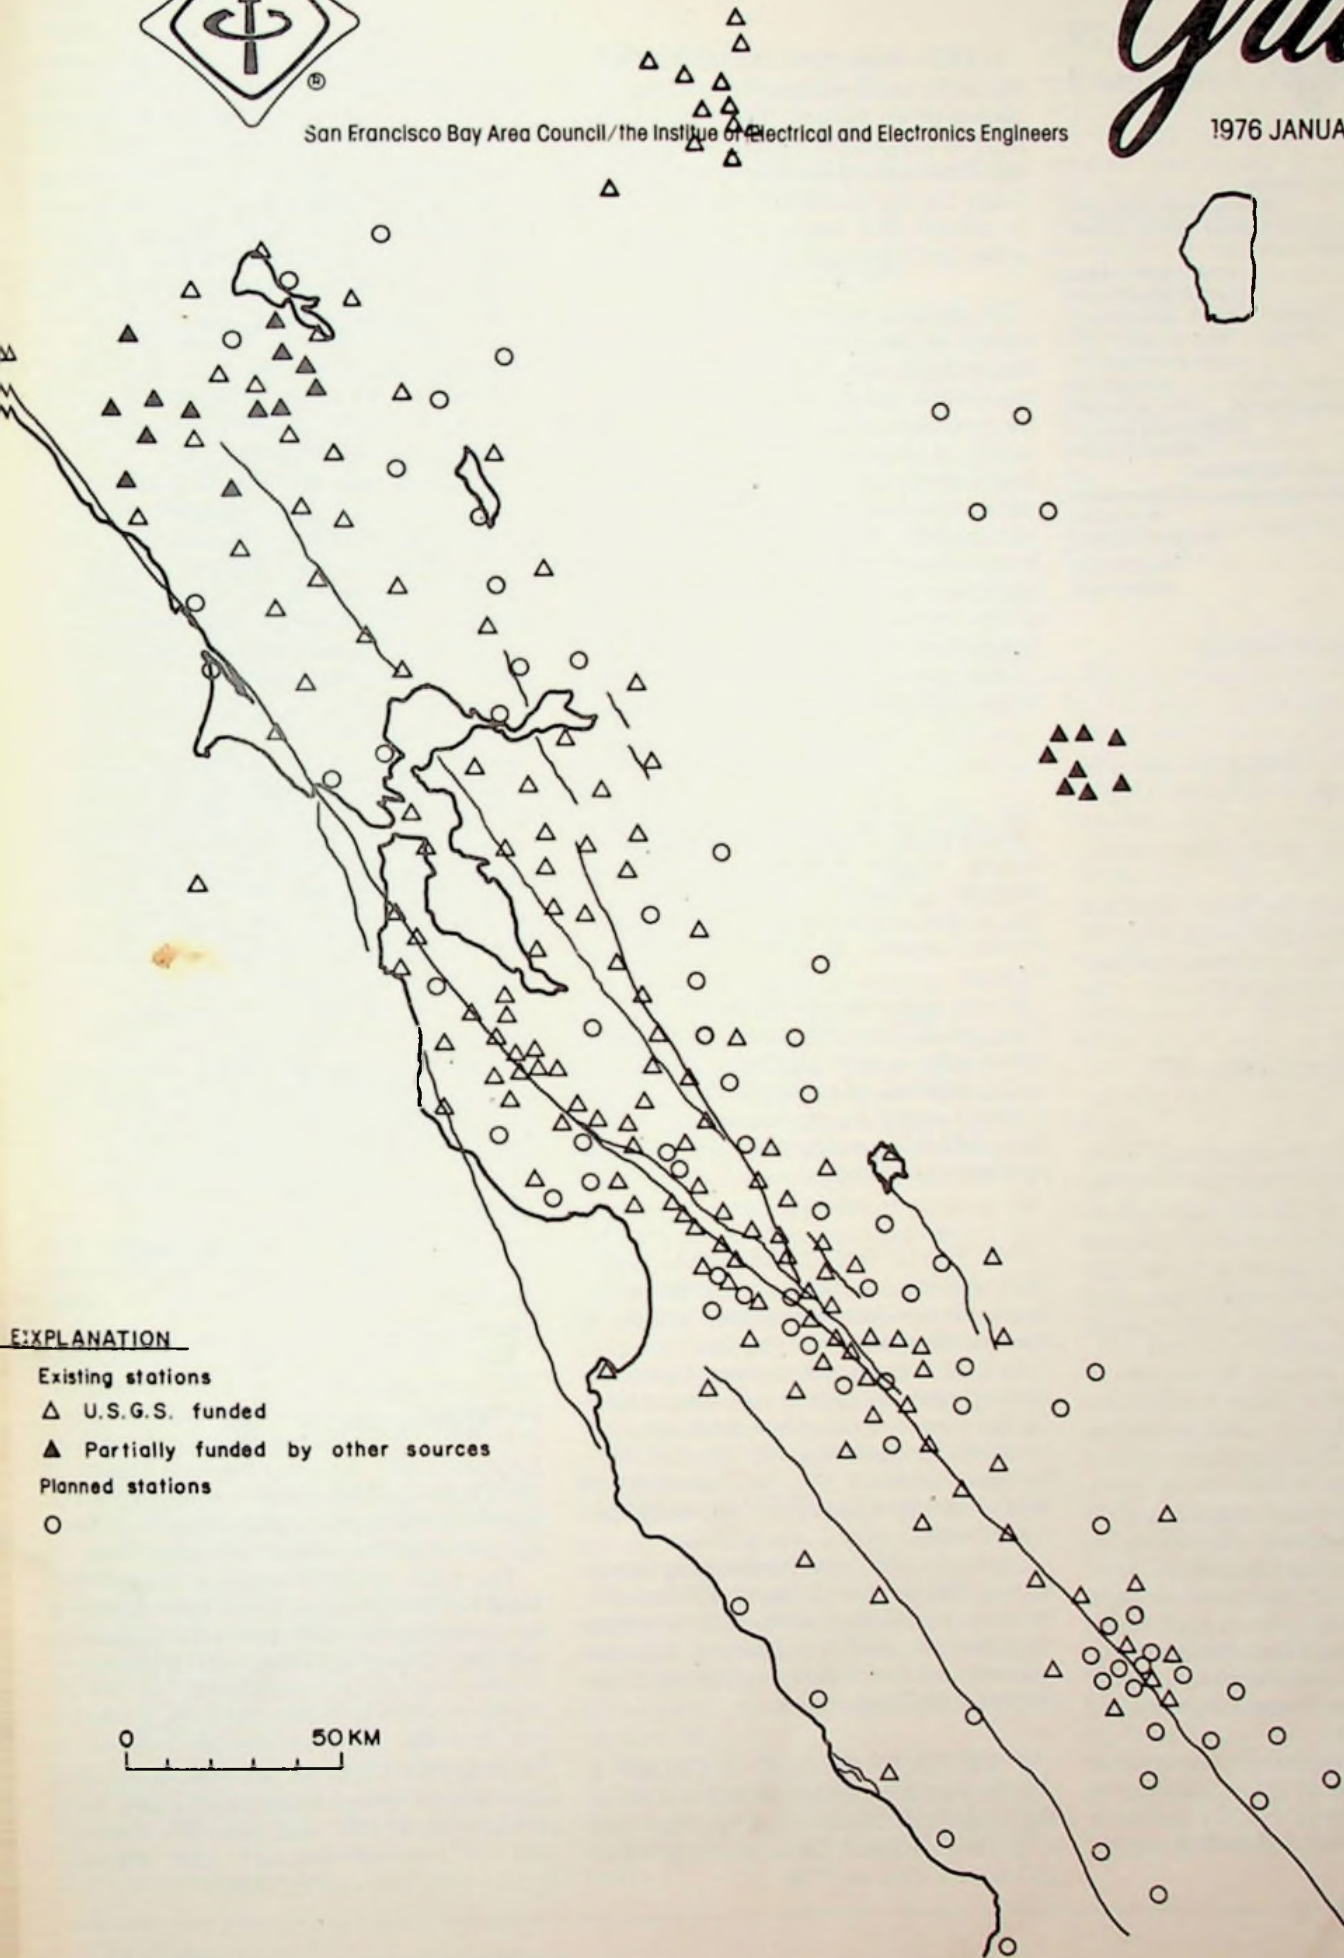 ®
San Francisco Bay Area Council/the Institue of Electrical and Electronics Engineers
1976 JANUA
EXPLANATION
Existing stations
U.S.G.S. funded
Partially funded by other sources
Planned stations
0 50 KM